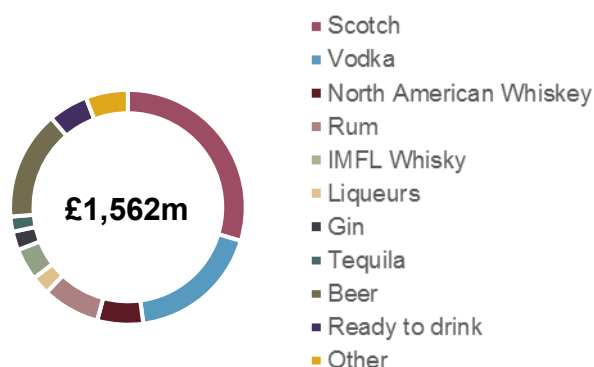 Scotch
Vodka
North American Whiskey
Rum
IMFL Whisky
Liqueurs
Gin
Tequila
Beer
Ready to drink
Other
£1,562m